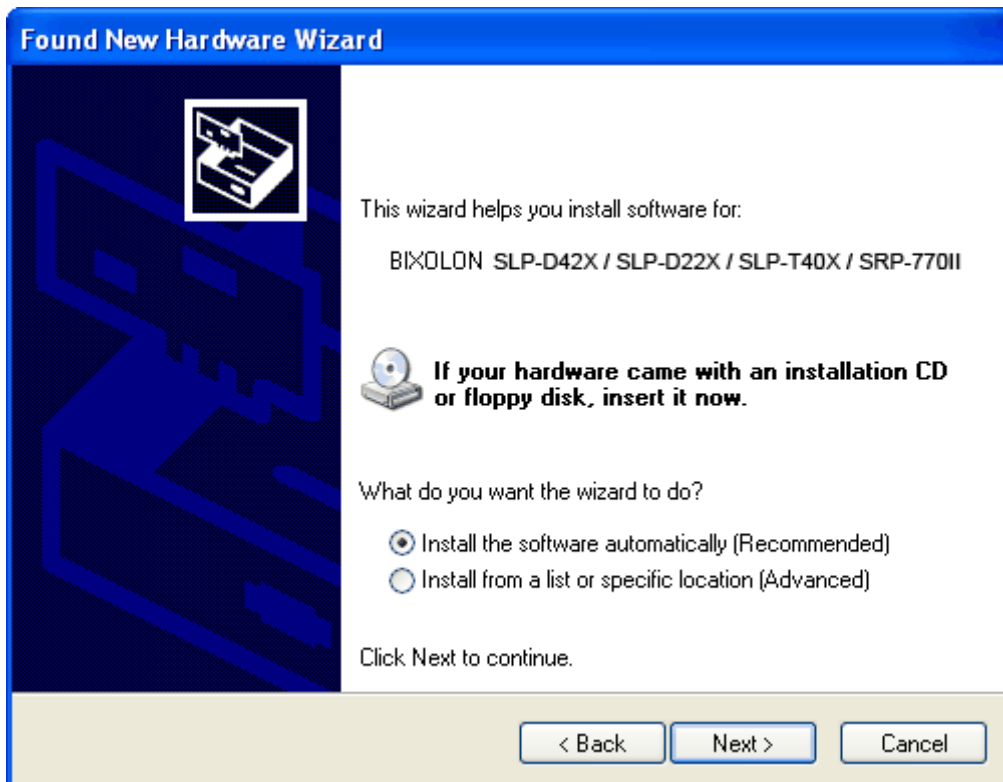 Found New Hardware Wizard
This wizard helps you install software for:
BIXOLON SLP-D42X / SLP-D22X / SLP-T40X / SRP-770II
If your hardware came with an installation CD
or floppy disk, insert it now.
What do you want the wizard to do?
Install the software automatically (Recommended)
Install from a list or specific location (Advanced)
Click Next to continue.
< Back Next > Cancel